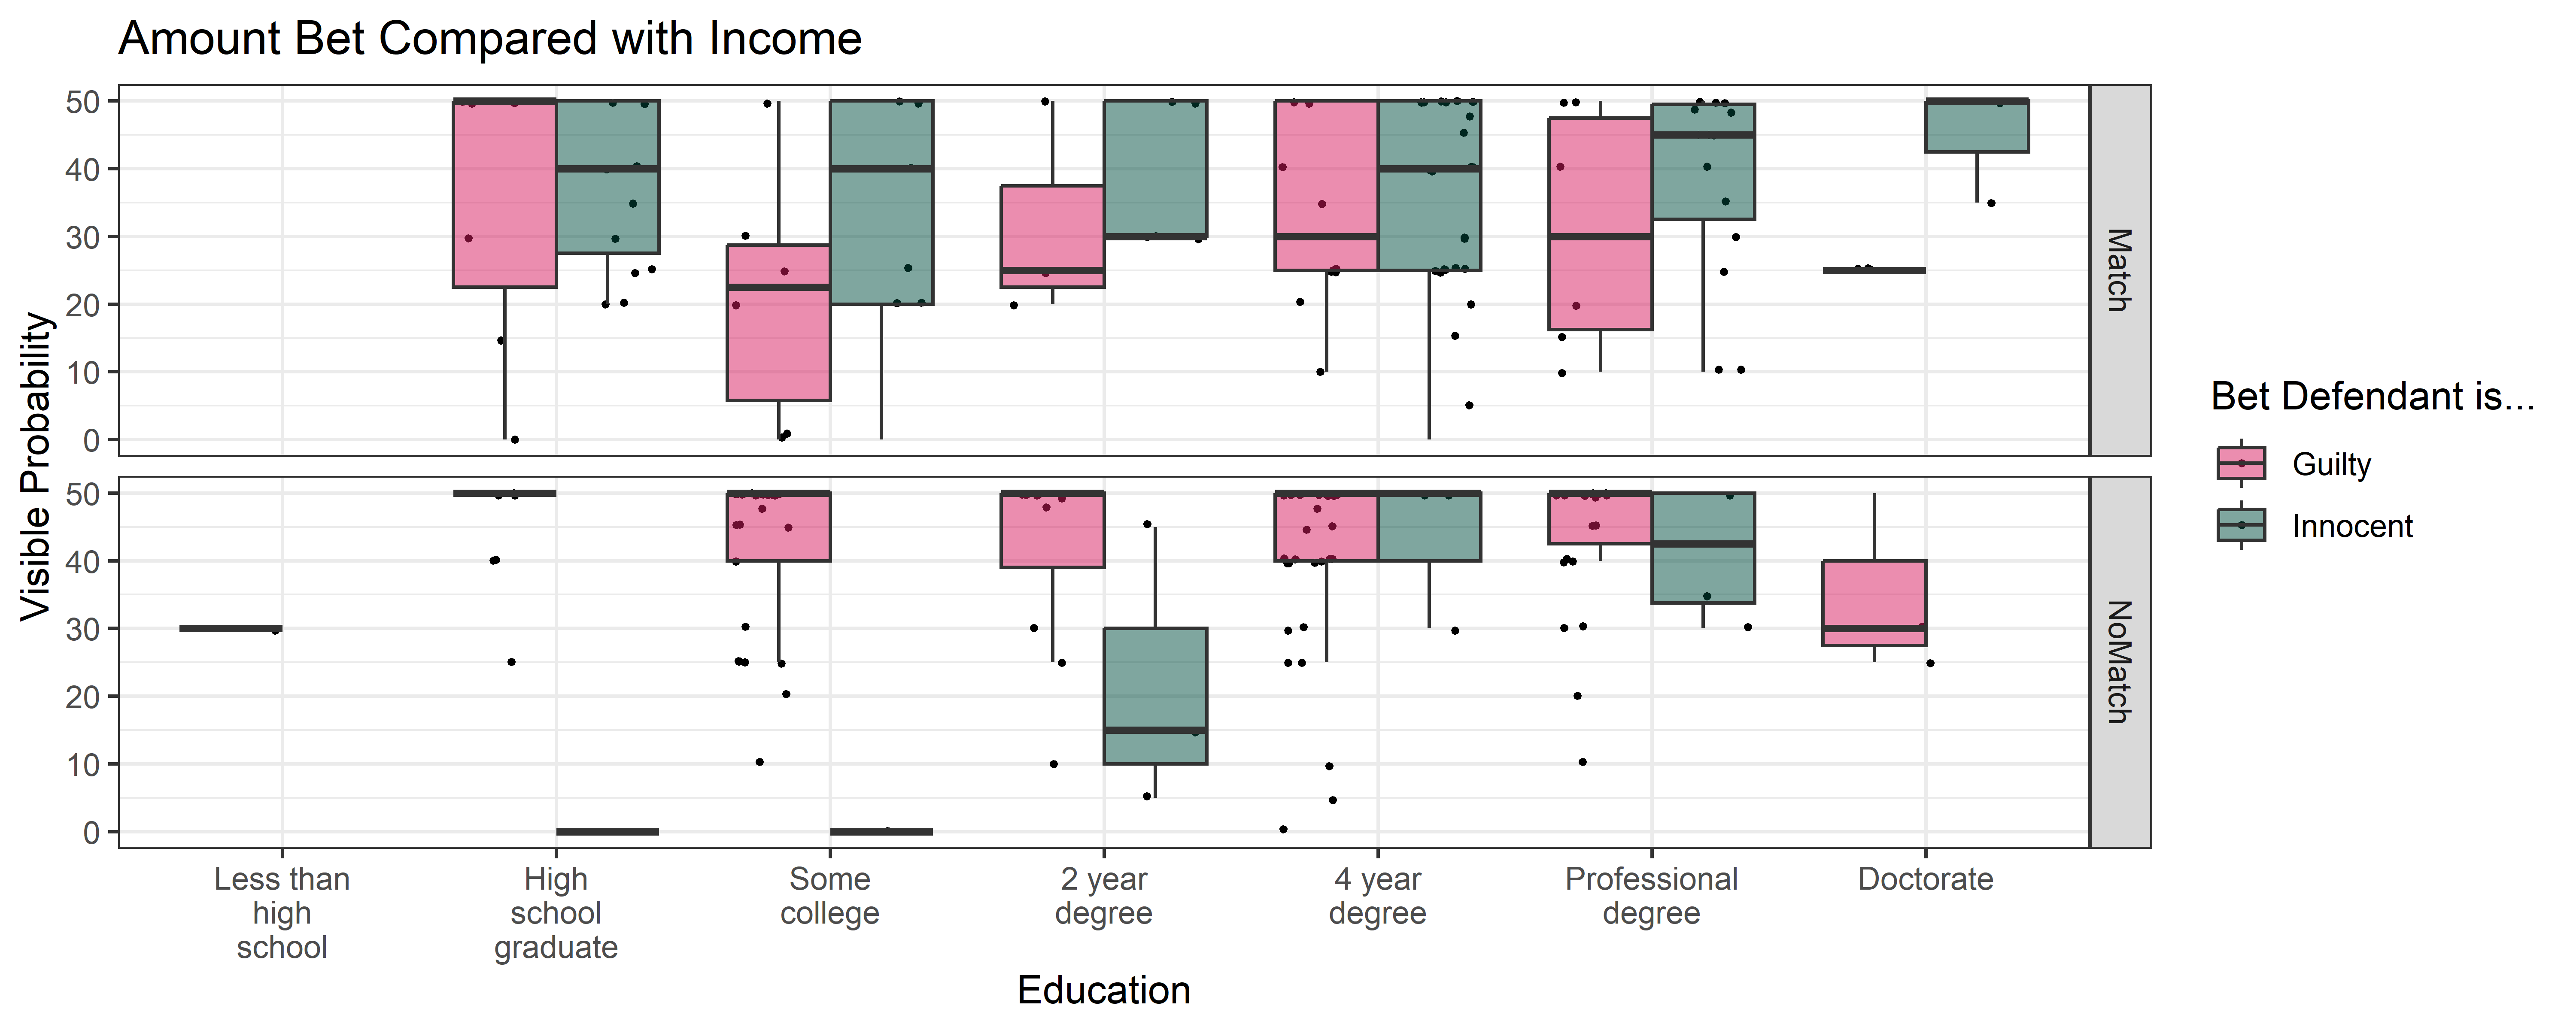 Amount Bet Compared with Income
Visible Probability
50
40
30
20
10
0
Match
50
40
30
20
10
0
NoMatch
Less than
high
school
High
school
graduate
Some
college
2 year
degree
4 year
degree
Professional
degree
Doctorate
Education
Bet Defendant is...
Guilty
Innocent